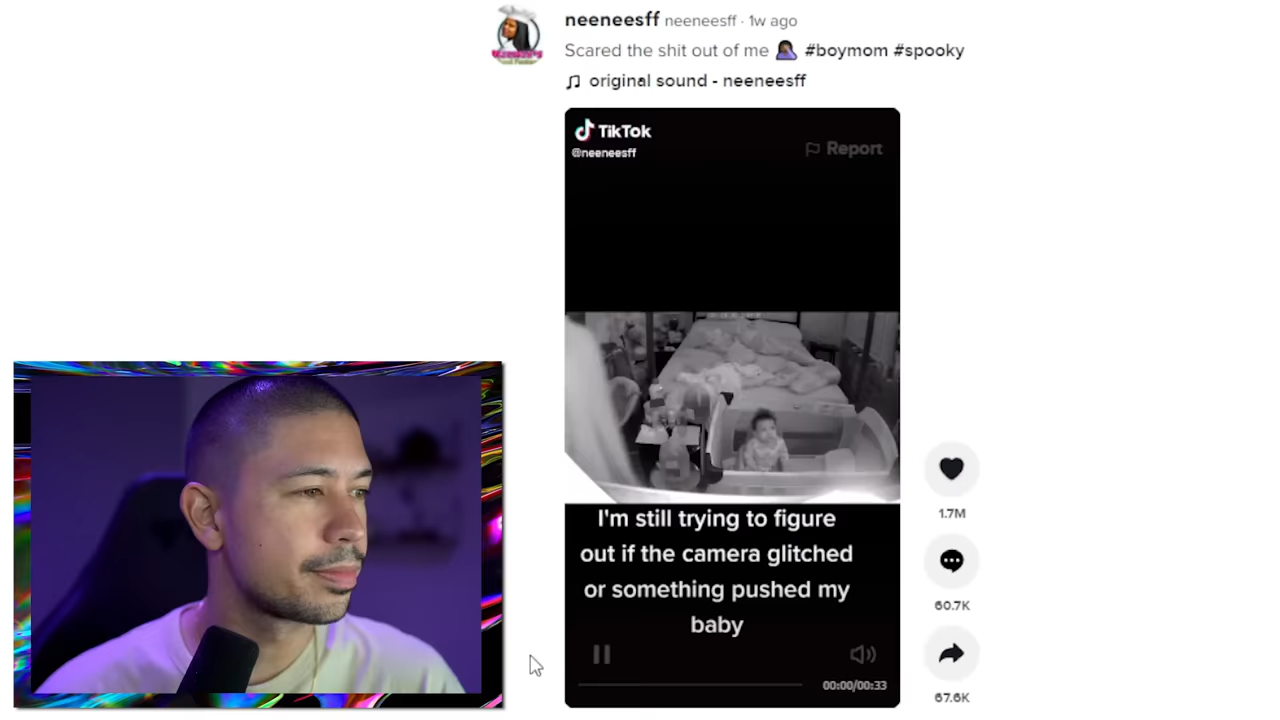 neeneesff neeneesff · 1w ago
Scared the shit out of me #boymom #spooky
original sound - neeneesff
TikTok
@neeneesff
Report
I'm still trying to figure
out if the camera glitched
or something pushed my
baby
00:00/00:33
1.7M
60.7K
67.6K